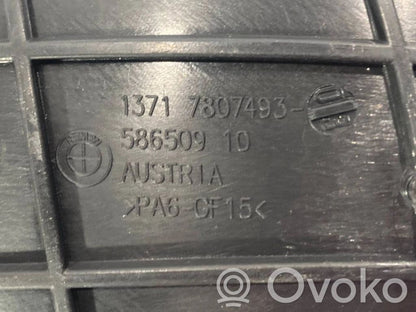 1371 7807493-
586509 10
AUSTRIA
>PA6-CF15<
Ovoko